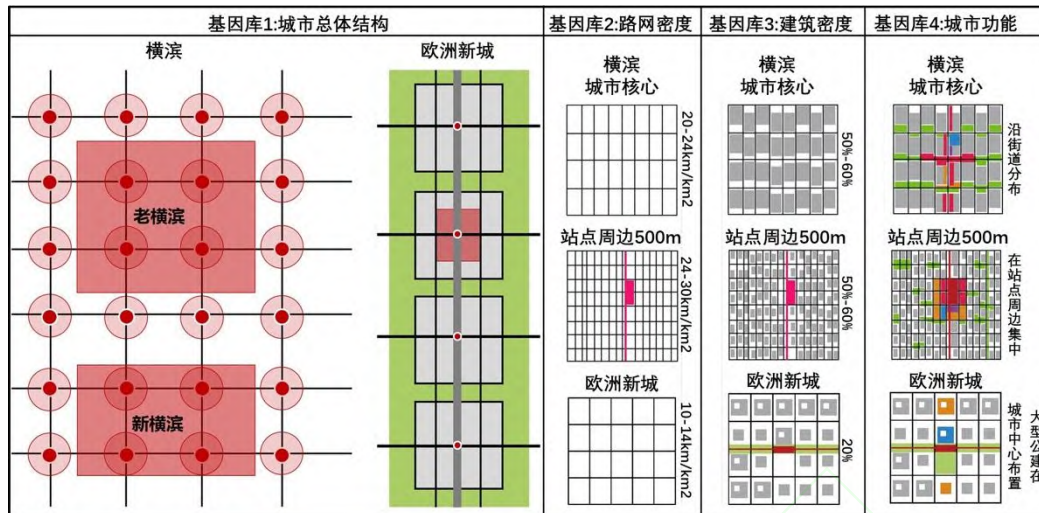 基因库1:城市总体结构
横滨
欧洲新城
老横滨
新横滨
基因库2:路网密度
横滨
城市核心
20-24km/km2
站点周边500m
24-30km/km2
欧洲新城
10-14km/km2
基因库3:建筑密度
横滨
城市核心
50%-60%
站点周边500m
50%-60%
欧洲新城
20%
基因库4:城市功能
横滨
城市核心
沿街道分布
站点周边500m
在站点周边集中
欧洲新城
大型公建在
城市中心布置